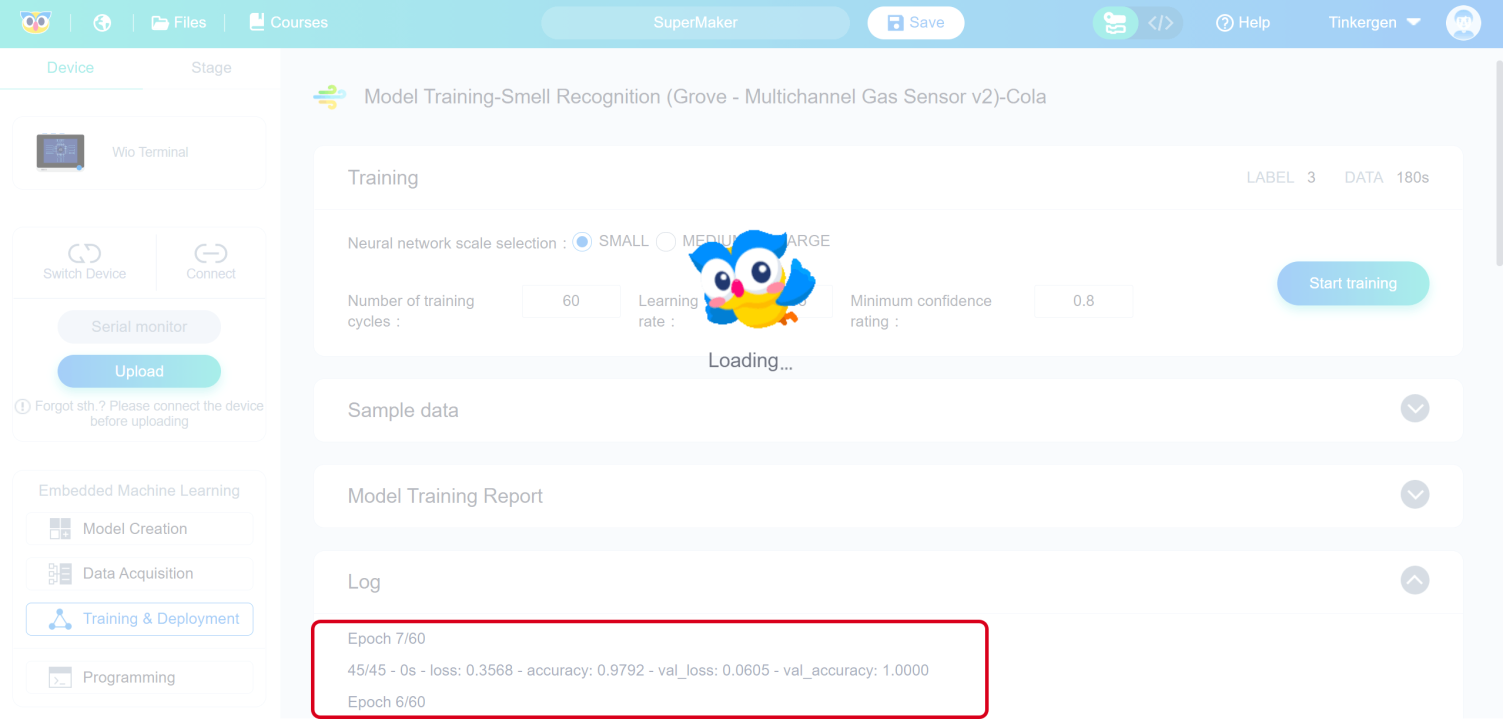 Files
Courses
SuperMaker
Save
</>
Help
Tinkergen
Device
Stage
Wio Terminal
Switch Device
Connect
Serial monitor
Upload
Forgot sth.? Please connect the device
before uploading
Embedded Machine Learning
Model Creation
Data Acquisition
Training & Deployment
Programming
Model Training-Smell Recognition (Grove - Multichannel Gas Sensor v2)-Cola
Training
LABEL 3 DATA 180s
Neural network scale selection : SMALL
Number of training
cycles :
60
Learning
rate :
Minimum confidence
rating :
0.8
Start training
Loading...
Sample data
Model Training Report
Log
Epoch 7/60
45/45 - 0s - loss: 0.3568 - accuracy: 0.9792 - val_loss: 0.0605 - val_accuracy: 1.0000
Epoch 6/60